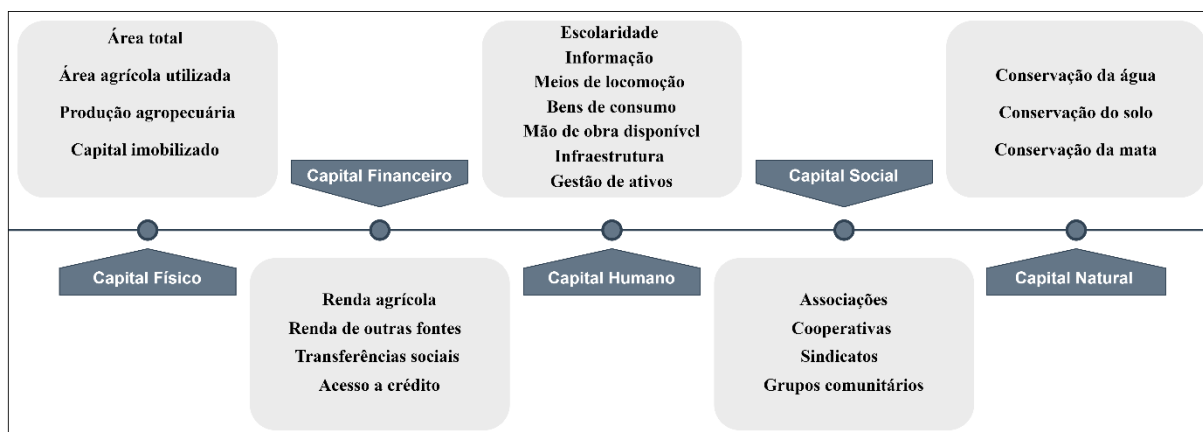 Área total
Área agrícola utilizada
Produção agropecuária
Capital imobilizado
Capital Físico
Capital Financeiro
Renda agrícola
Renda de outras fontes
Transferências sociais
Acesso a crédito
Escolaridade
Informação
Meios de locomoção
Bens de consumo
Mão de obra disponível
Infraestrutura
Gestão de ativos
Capital Humano
Capital Social
Associações
Cooperativas
Sindicatos
Grupos comunitários
Conservação da água
Conservação do solo
Conservação da mata
Capital Natural